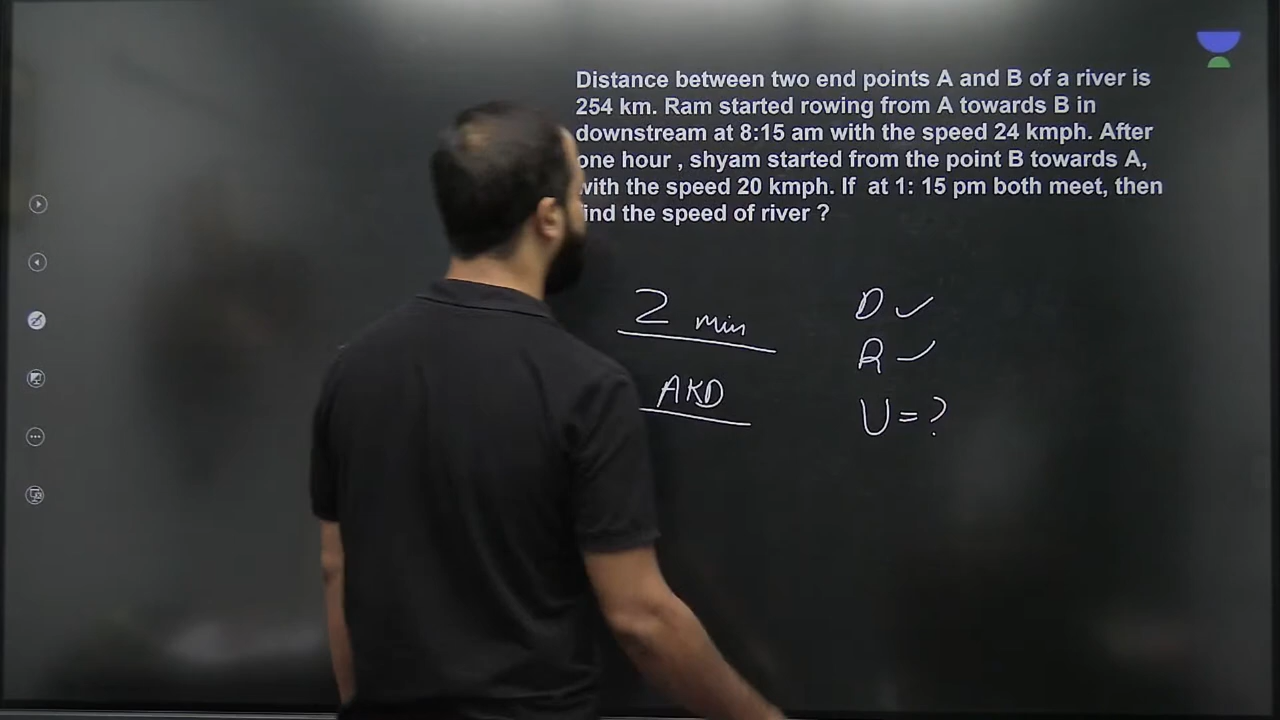 Distance between two end points A and B of a river is
254 km. Ram started rowing from A towards B in
downstream at 8:15 am with the speed 24 kmph. After
one hour , shyam started from the point B towards A,
with the speed 20 kmph. If at 1: 15 pm both meet, then
find the speed of river ?
2 min
AKD
D ✓
R ✓
U = ?